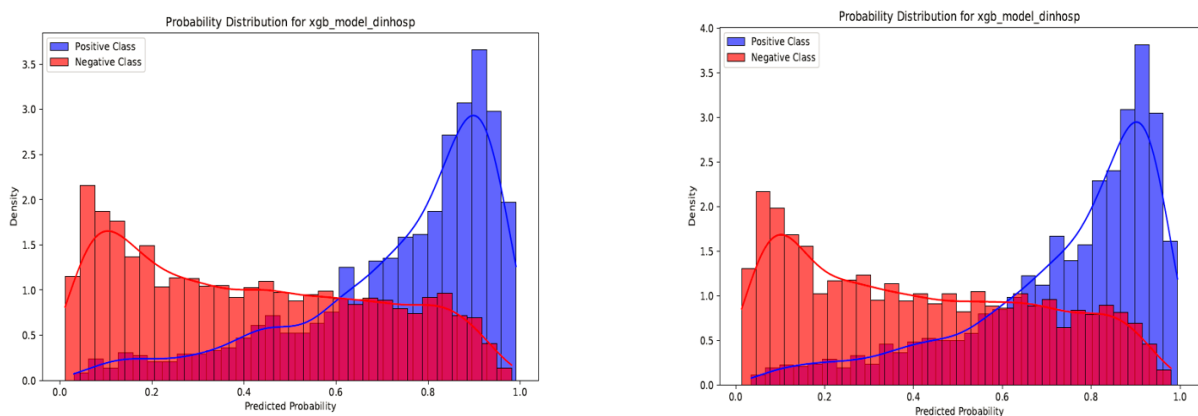 Probability Distribution for xgb_model_dinhosp
Positive Class
Negative Class
3.5
3.0
2.5
2.0
1.5
1.0
0.5
0.0
Density
0.0 0.2 0.4 0.6 0.8 1.0
Predicted Probability
Probability Distribution for xgb_model_dinhosp
Positive Class
Negative Class
4.0
3.5
3.0
2.5
2.0
1.5
1.0
0.5
0.0
Density
0.0 0.2 0.4 0.6 0.8 1.0
Predicted Probability